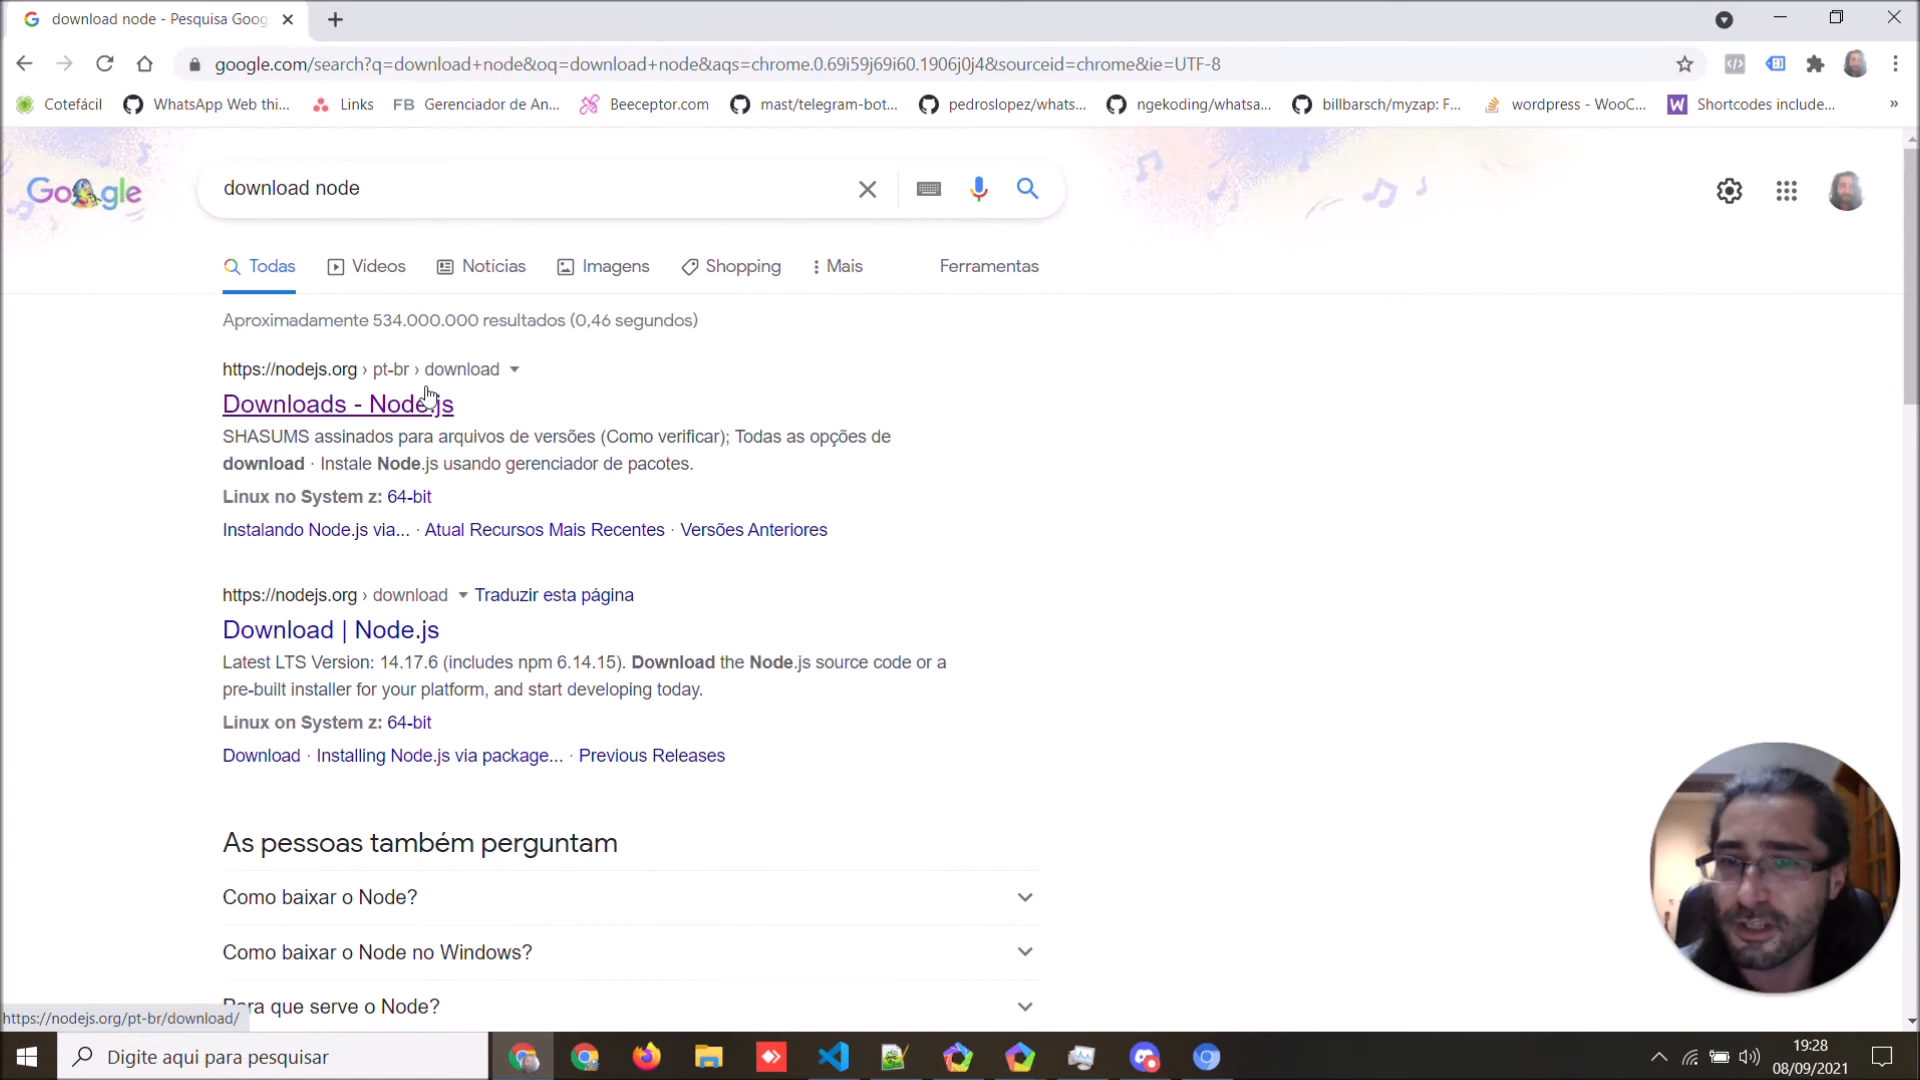 download node - Pesquisa Goog
google.com/search?q=download+node&oq=download+node&aqs=chrome.0.69i59j69i60.1906j0j4&sourceid=chrome&ie=UTF-8
Cotefácil WhatsApp Web thi... Links FB Gerenciador de An... Beeceptor.com mast/telegram-bot... pedroslopez/whats... ngekoding/whatsa... billbarsch/myzap: F... wordpress - WooC... W Shortcodes include... »
Google
download node
Todas Vídeos Notícias Imagens Shopping Mais Ferramentas
Aproximadamente 534.000.000 resultados (0,46 segundos)
https://nodejs.org › pt-br › download
Downloads - Node.js
SHASUMS assinados para arquivos de versões (Como verificar); Todas as opções de
download · Instale Node.js usando gerenciador de pacotes.
Linux no System z: 64-bit
Instalando Node.js via... · Atual Recursos Mais Recentes · Versões Anteriores
https://nodejs.org › download Traduzir esta página
Download | Node.js
Latest LTS Version: 14.17.6 (includes npm 6.14.15). Download the Node.js source code or a
pre-built installer for your platform, and start developing today.
Linux on System z: 64-bit
Download · Installing Node.js via package... · Previous Releases
As pessoas também perguntam
Como baixar o Node?
Como baixar o Node no Windows?
Para que serve o Node?
https://nodejs.org/pt-br/download/
Digite aqui para pesquisar
19:28
08/09/2021